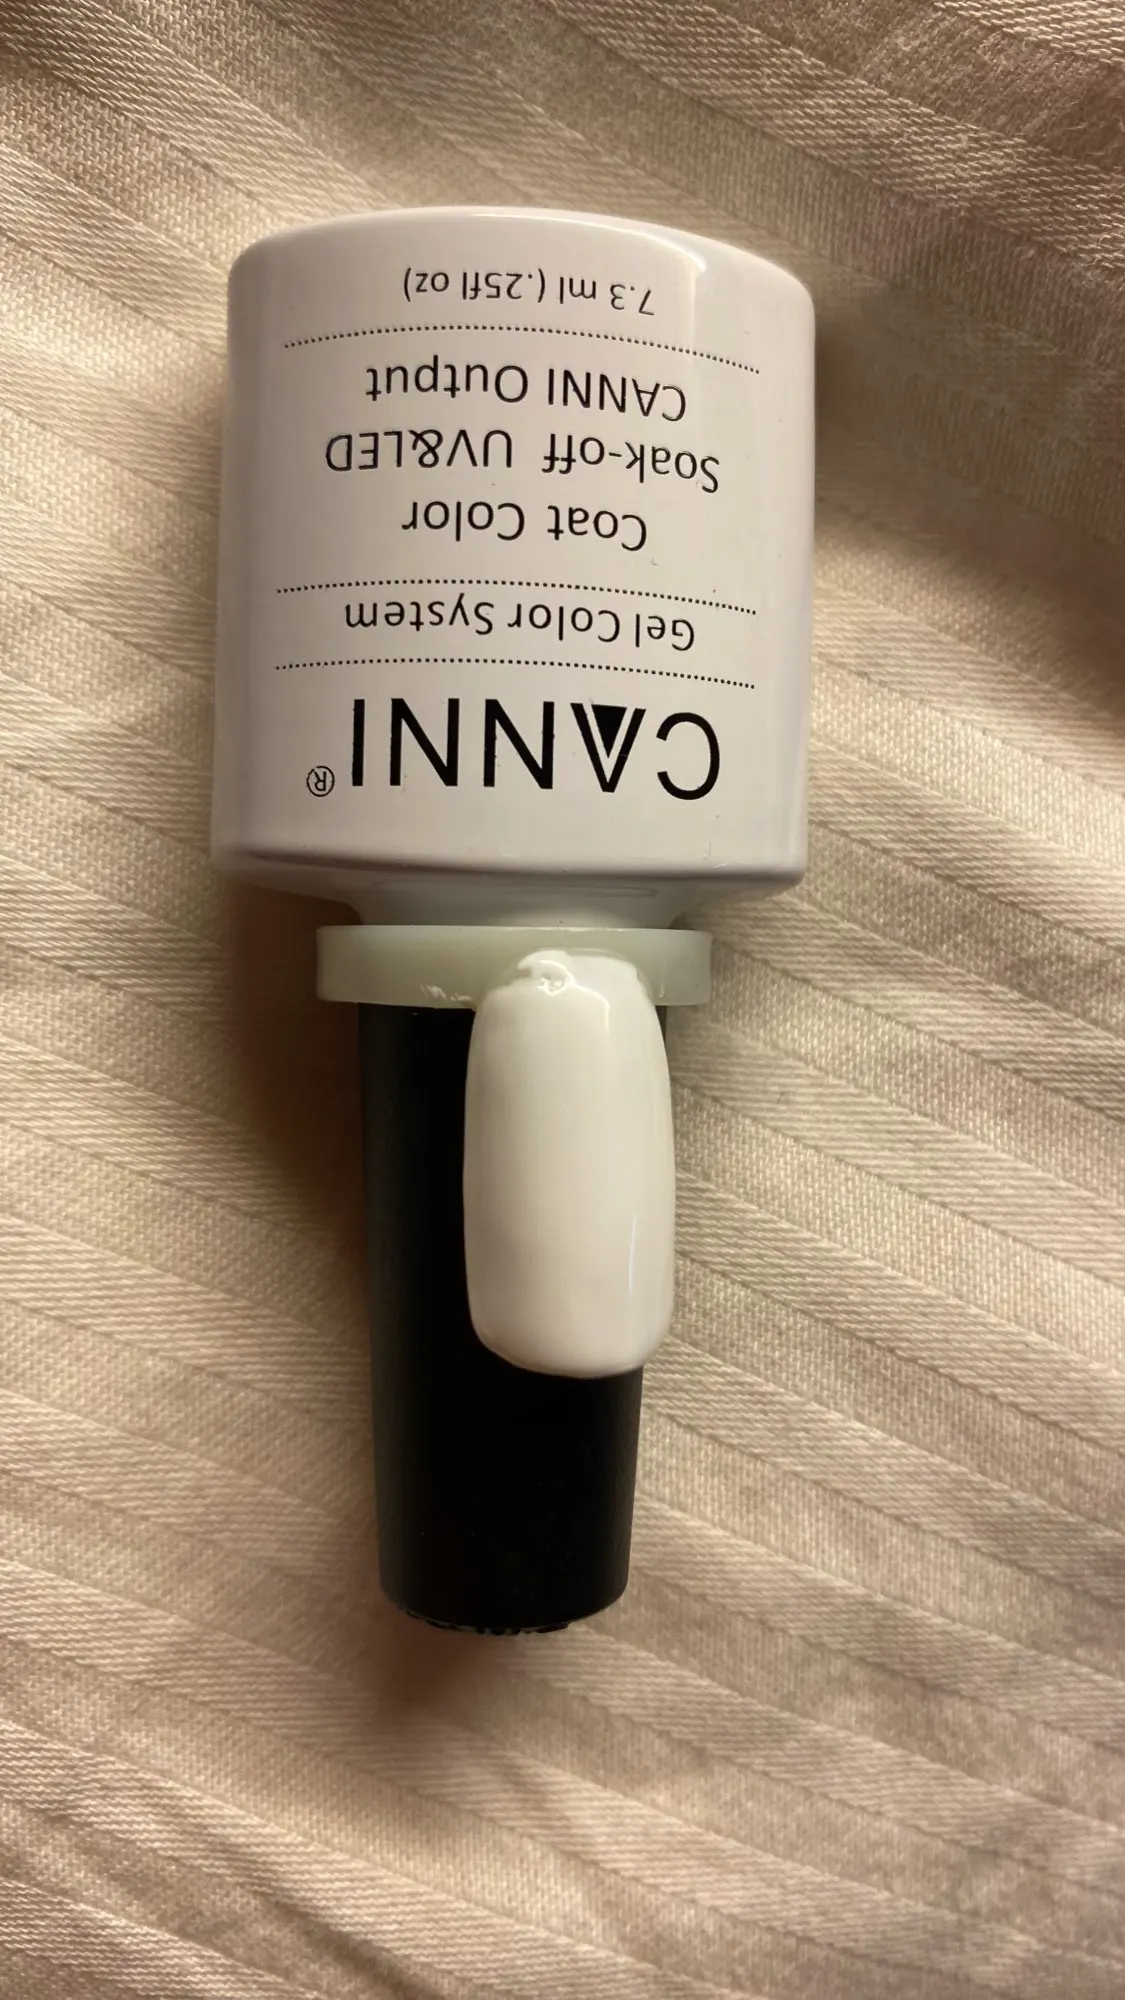 CANNI®
Gel Color System
Coat Color
Soak-off UV&LED
CANNI Output
7.3 ml (.25fl oz)